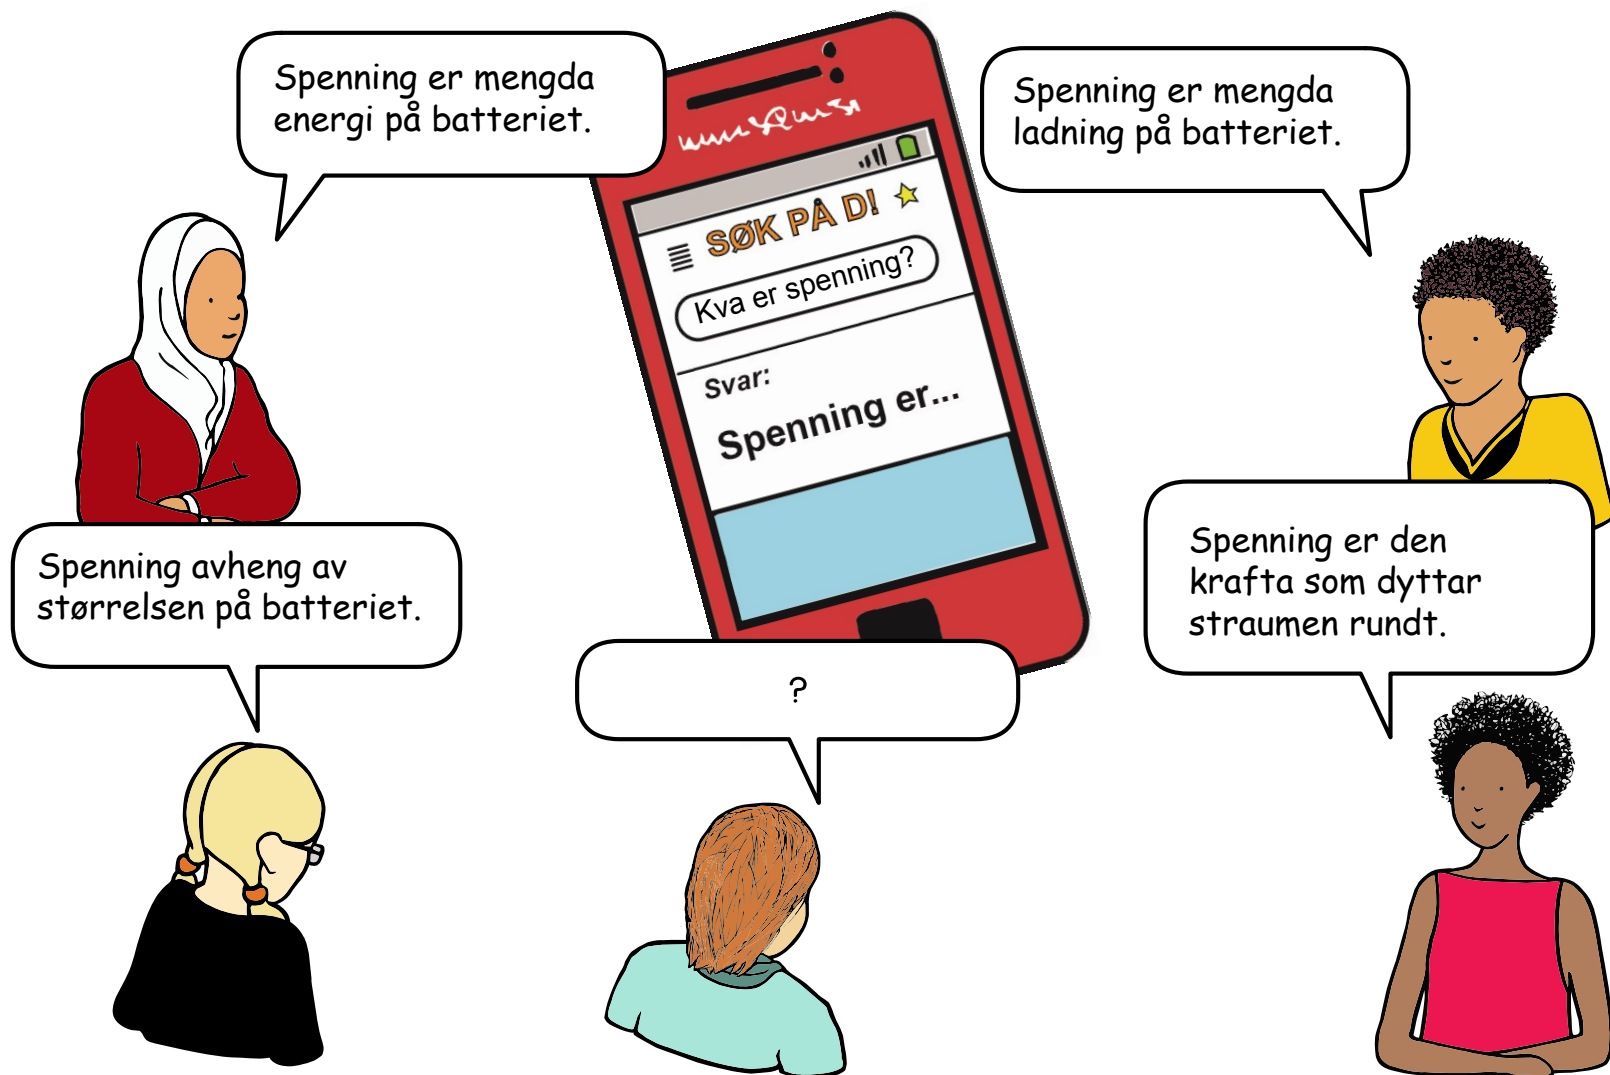 Spenning er mengda
energi på batteriet.
Spenning er mengda
ladning på batteriet.
SØK PÅ D!
Kva er spenning?
Svar:
Spenning er...
Spenning avheng av
størrelsen på batteriet.
Spenning er den
krafta som dyttar
straumen rundt.
?